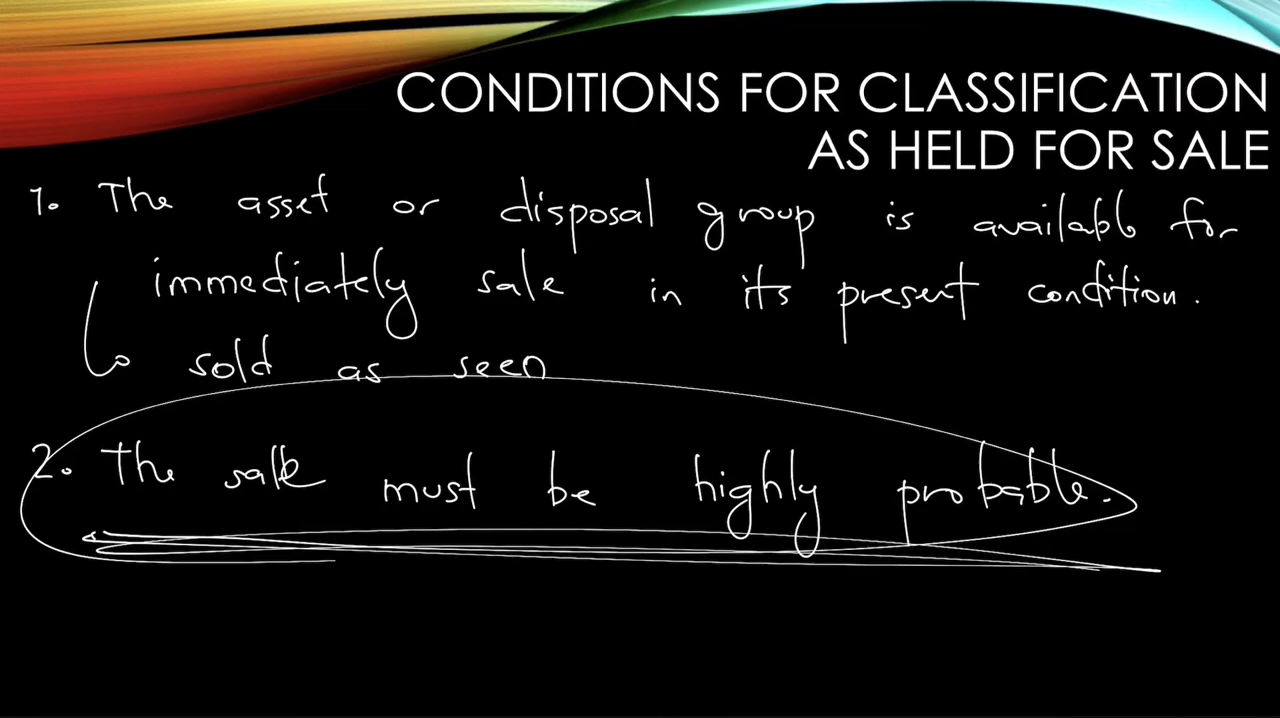 CONDITIONS FOR CLASSIFICATION
AS HELD FOR SALE
1. The asset or disposal group is available for
immediately sale in its present condition.
sold as seen
2. The sale must be highly probable.